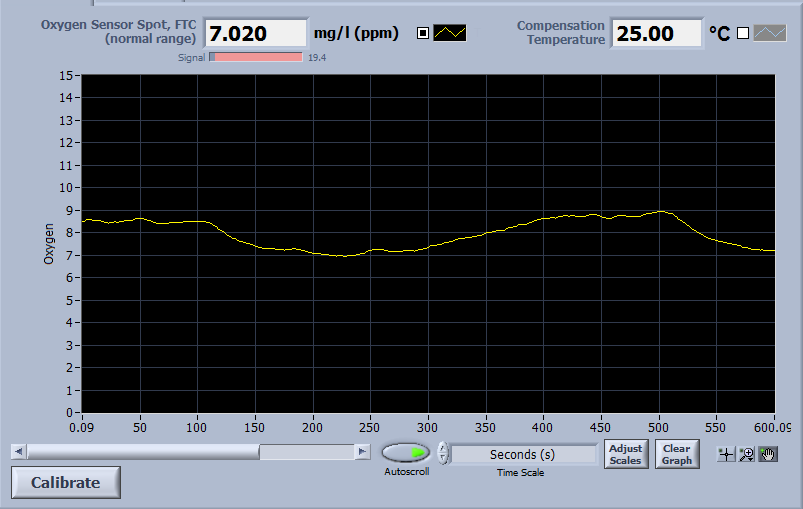 Oxygen Sensor Spot, FTC
(normal range)
7.020
mg/l (ppm)
Compensation
Temperature
25.00
°C
Signal
19.4
15
14
13
12
11
10
9
8
7
6
5
4
3
2
1
0
Oxygen
0.09
50
100
150
200
250
300
350
400
450
500
550
600.09
Autoscroll
Seconds (s)
Time Scale
Adjust
Scales
Clear
Graph
Calibrate